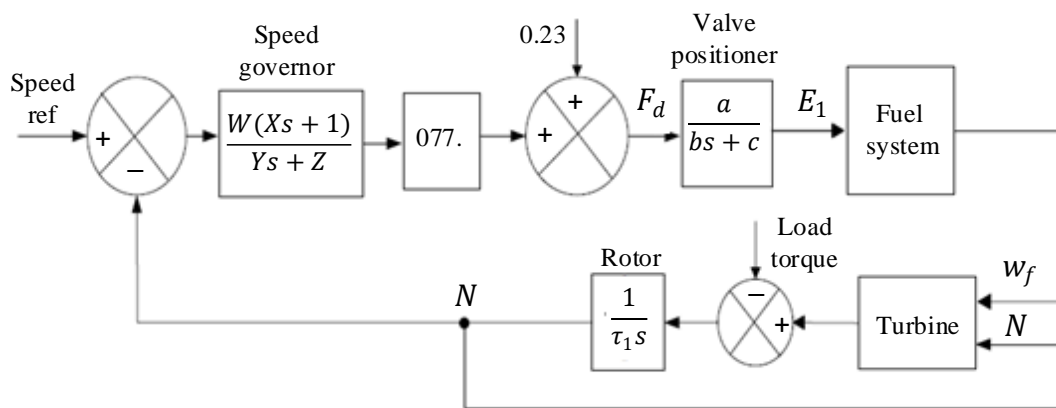 Speed
ref
+
−
Speed
governor
W(Xs + 1)
Ys + Z
077.
0.23
+
+
F_d
Valve
positioner
a
bs + c
E_1
Fuel
system
Load
torque
Rotor
N
1
τ_1s
−
+
Turbine
w_f
N